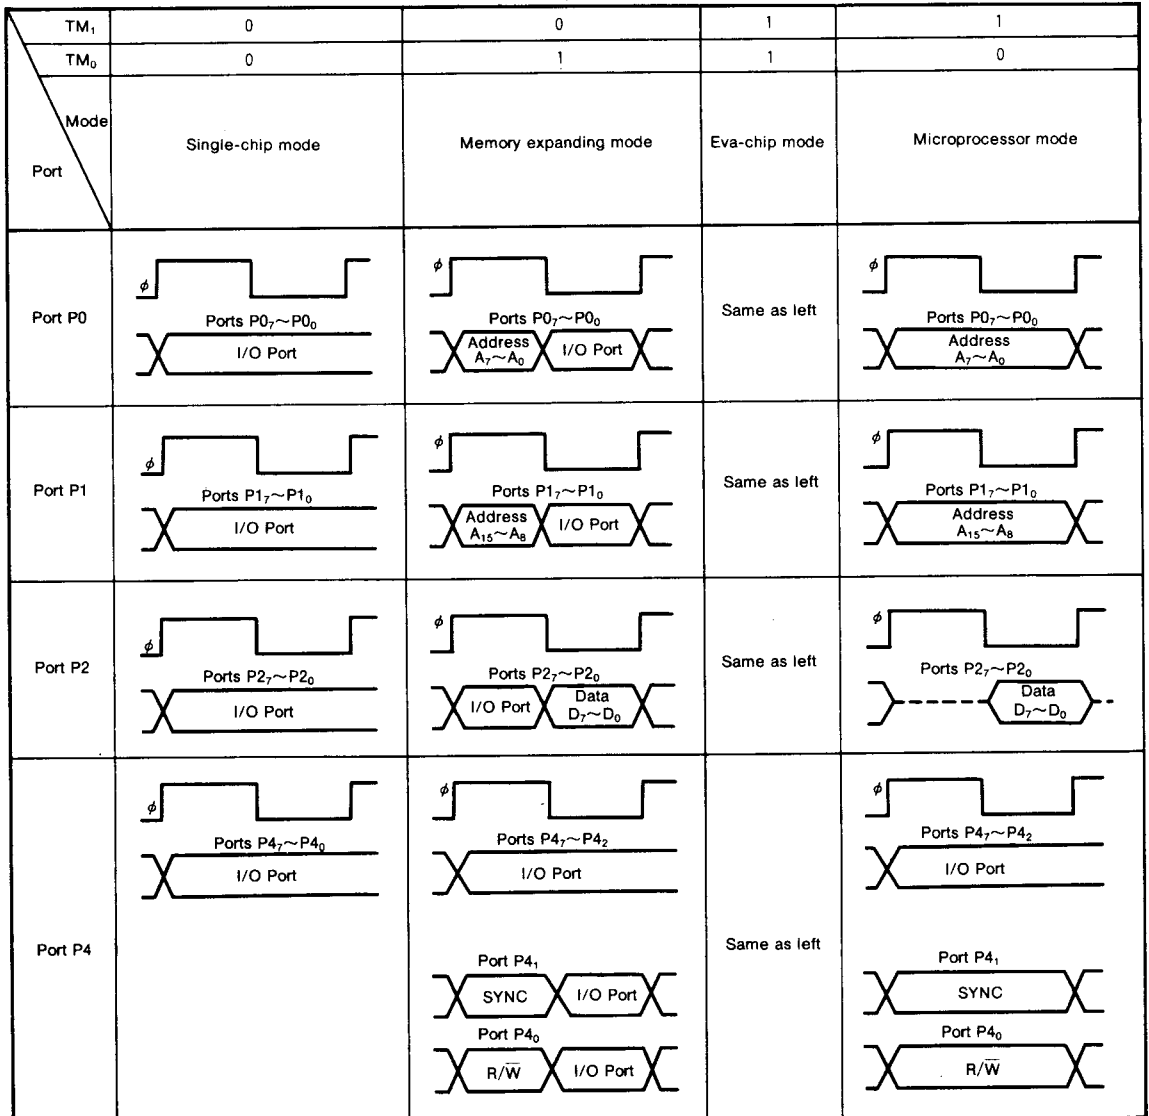 TM₁ 0 0 1 1
TM₀ 0 1 1 0
Mode
Port
Single-chip mode Memory expanding mode Eva-chip mode Microprocessor mode
Port P0
ϕ ϕ Same as left ϕ
Ports P0₇~P0₀ Ports P0₇~P0₀ Ports P0₇~P0₀
I/O Port Address A₇~A₀ I/O Port Address A₇~A₀
Port P1
ϕ ϕ Same as left ϕ
Ports P1₇~P1₀ Ports P1₇~P1₀ Ports P1₇~P1₀
I/O Port Address A₁₅~A₈ I/O Port Address A₁₅~A₈
Port P2
ϕ ϕ Same as left ϕ
Ports P2₇~P2₀ Ports P2₇~P2₀ Ports P2₇~P2₀
I/O Port I/O Port Data D₇~D₀ Data D₇~D₀
ϕ ϕ ϕ
Ports P4₇~P4₀ Ports P4₇~P4₂ Ports P4₇~P4₂
I/O Port I/O Port I/O Port
Port P4 Same as left
Port P4₁ Port P4₁
SYNC I/O Port SYNC
Port P4₀ Port P4₀
R/W̅ I/O Port R/W̅